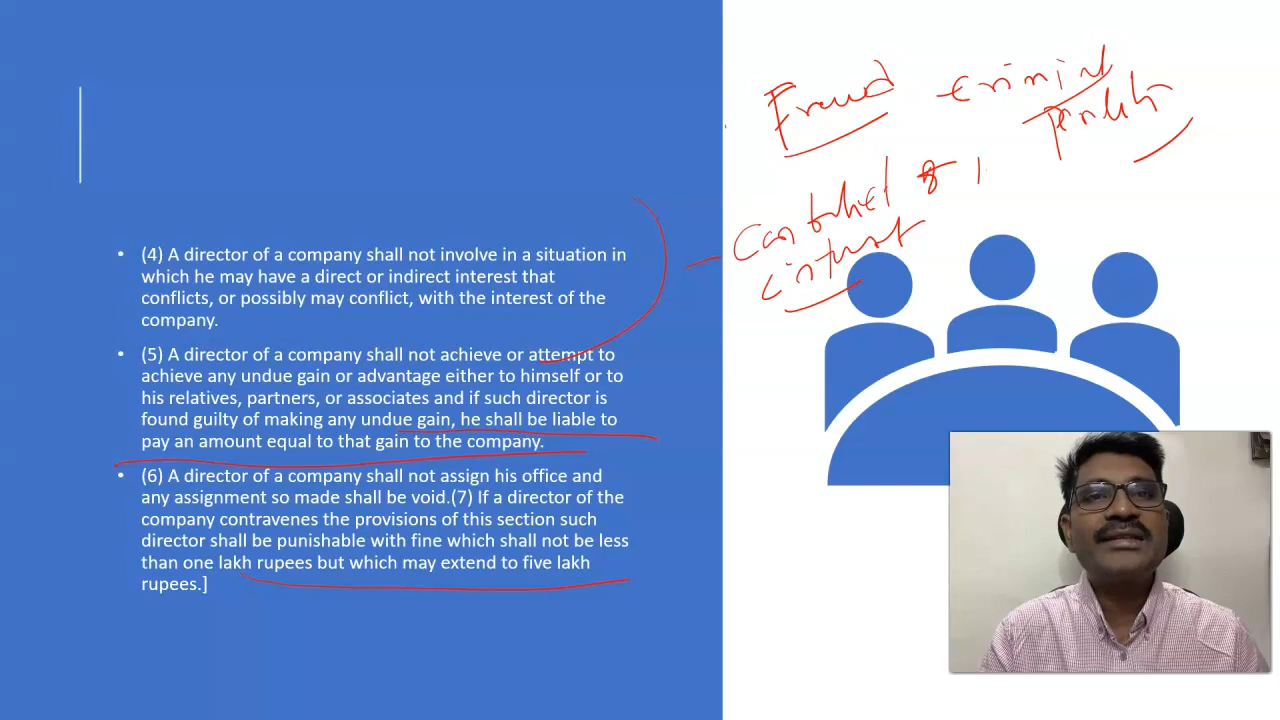 • (4) A director of a company shall not involve in a situation in
which he may have a direct or indirect interest that
conflicts, or possibly may conflict, with the interest of the
company.
• (5) A director of a company shall not achieve or attempt to
achieve any undue gain or advantage either to himself or to
his relatives, partners, or associates and if such director is
found guilty of making any undue gain, he shall be liable to
pay an amount equal to that gain to the company.
• (6) A director of a company shall not assign his office and
any assignment so made shall be void.(7) If a director of the
company contravenes the provisions of this section such
director shall be punishable with fine which shall not be less
than one lakh rupees but which may extend to five lakh
rupees.]
Fraud